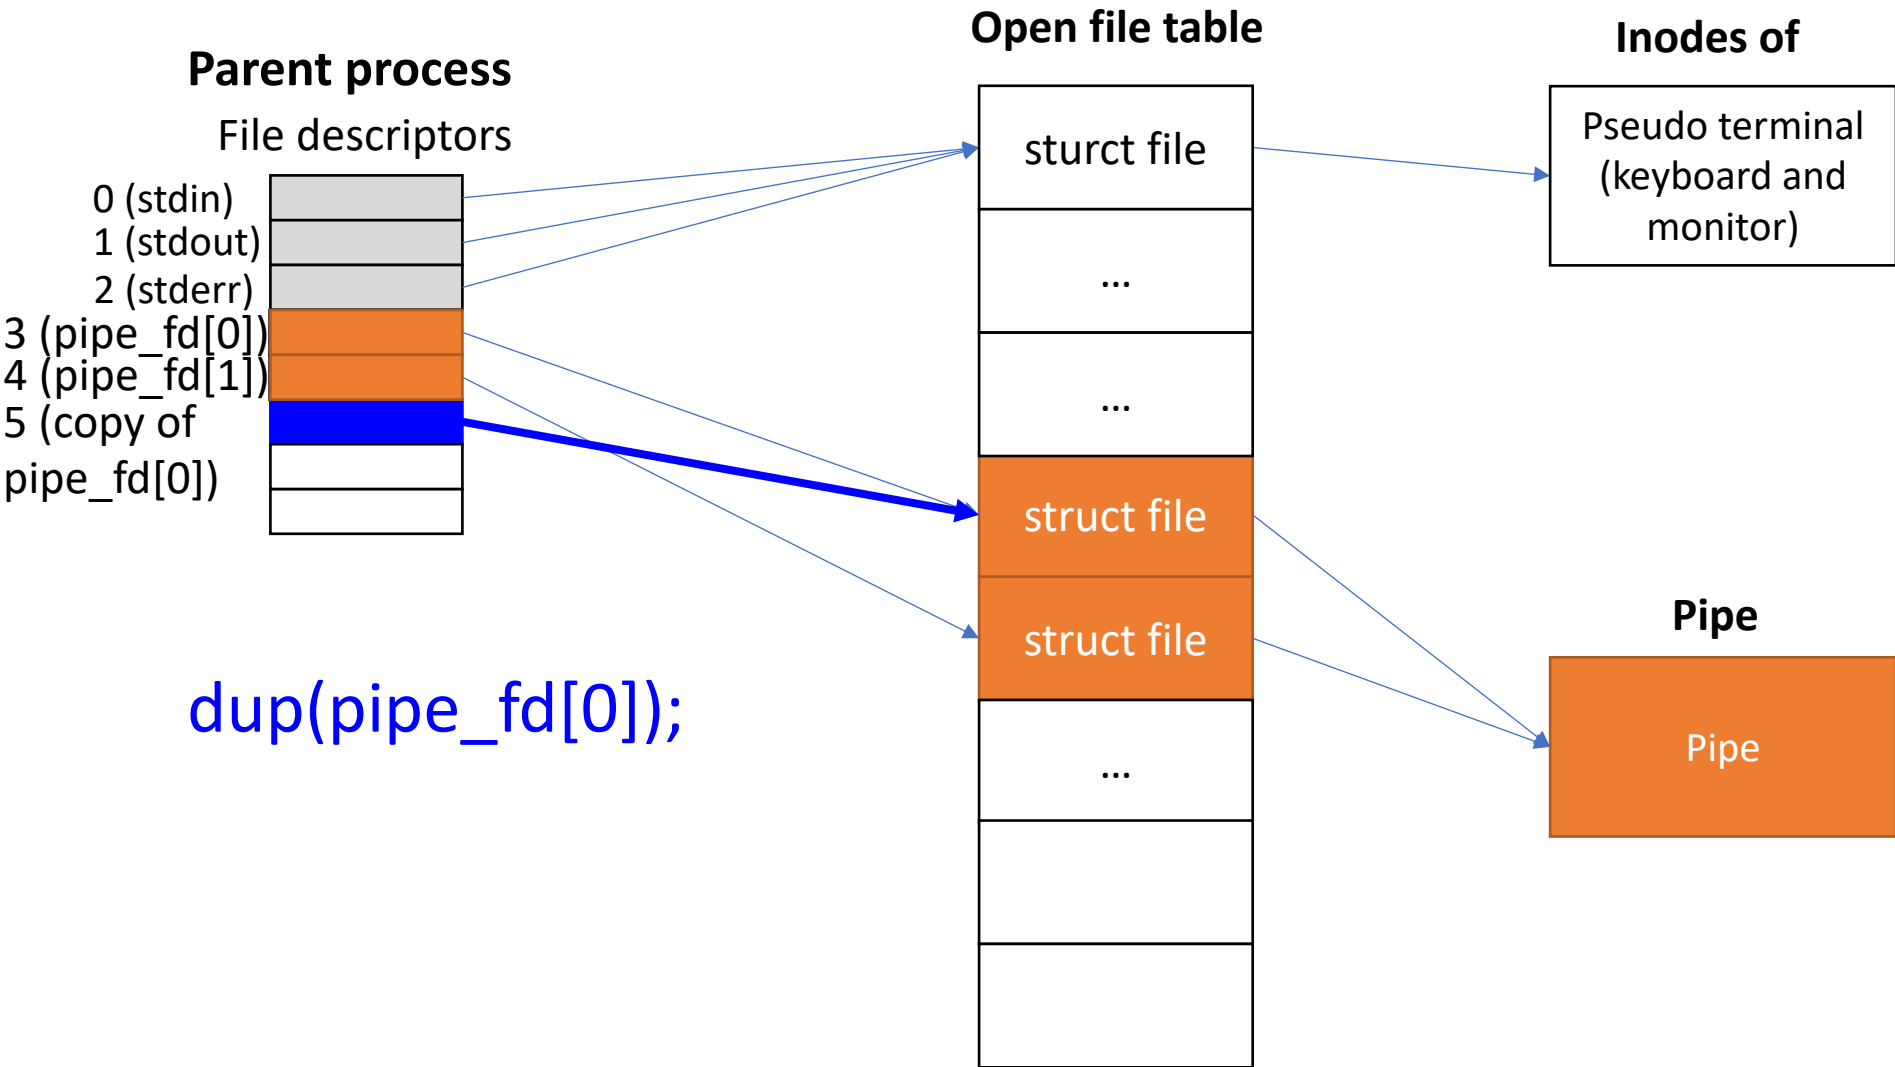 Parent process
File descriptors
0 (stdin)
1 (stdout)
2 (stderr)
3 (pipe_fd[0])
4 (pipe_fd[1])
5 (copy of
pipe_fd[0])
dup(pipe_fd[0]);
Open file table
sturct file
...
...
struct file
struct file
...
Inodes of
Pseudo terminal
(keyboard and
monitor)
Pipe
Pipe